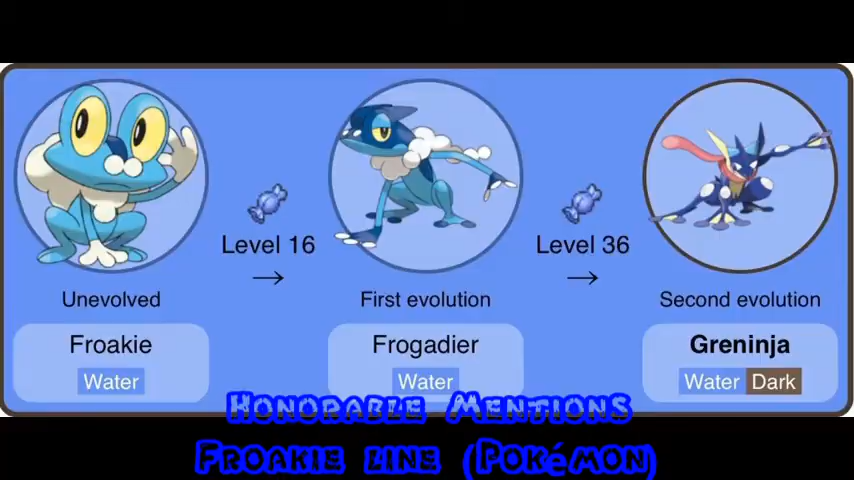 Level 16 → Level 36 →
Unevolved First evolution Second evolution
Froakie Frogadier Greninja
Water Water Water Dark
Honorable Mentions
Froakie line (Pokémon)